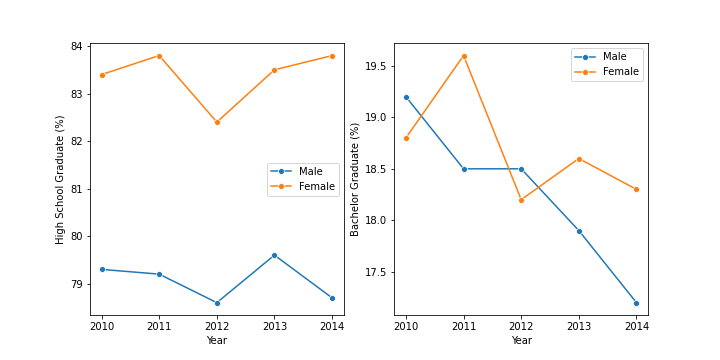 High School Graduate (%)
84
83
82
81
80
79
Male
Female
2010 2011 2012 2013 2014
Year
Bachelor Graduate (%)
19.5
19.0
18.5
18.0
17.5
Male
Female
2010 2011 2012 2013 2014
Year